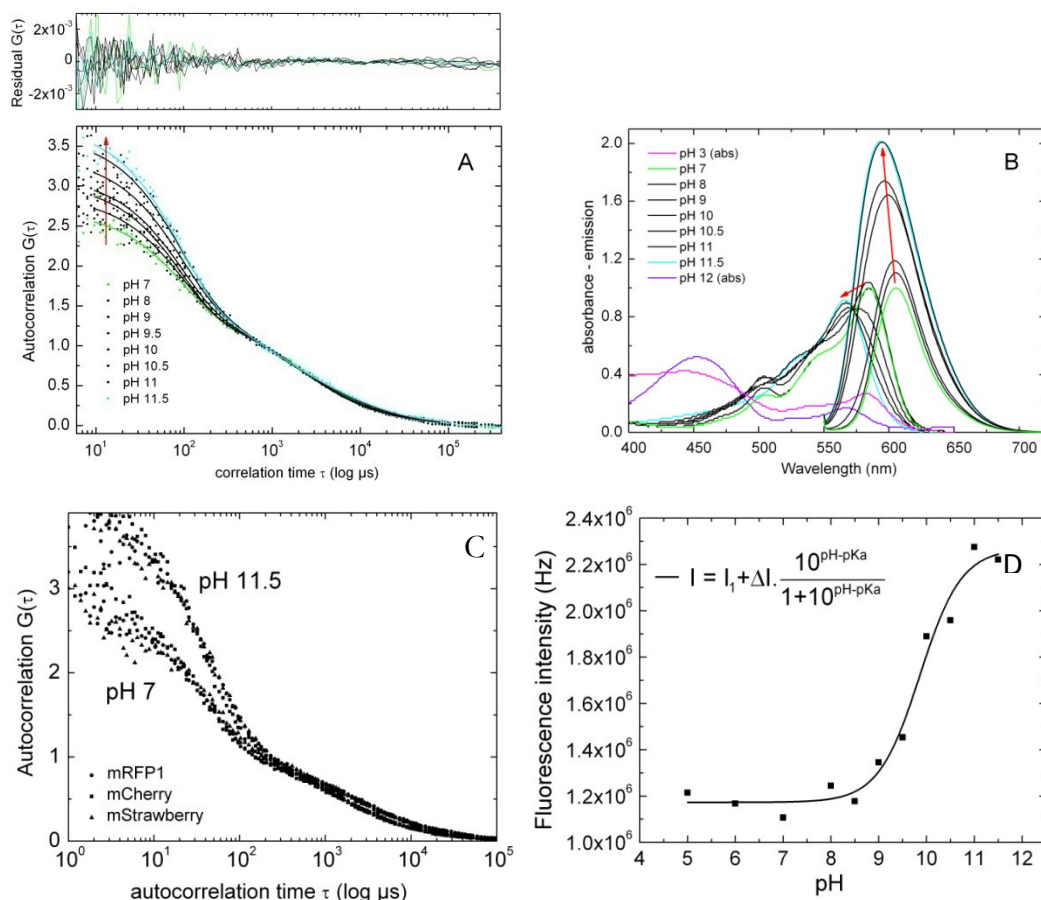 Residual G(τ)
2x10⁻³
0
-2x10⁻³
A
Autocorrelation G(τ)
3.5
3.0
2.5
2.0
1.5
1.0
0.5
0.0
pH 7
pH 8
pH 9
pH 9.5
pH 10
pH 10.5
pH 11
pH 11.5
10¹ 10² 10³ 10⁴ 10⁵
correlation time τ (log µs)
B
absorbance - emission
2.0
1.6
1.2
0.8
0.4
0.0
pH 3 (abs)
pH 7
pH 8
pH 9
pH 10
pH 10.5
pH 11
pH 11.5
pH 12 (abs)
400 450 500 550 600 650 700
Wavelength (nm)
C
Autocorrelation G(τ)
3
2
1
0
pH 11.5
pH 7
mRFP1
mCherry
mStrawberry
10⁰ 10¹ 10² 10³ 10⁴ 10⁵
autocorrelation time τ (log µs)
D
Fluorescence intensity (Hz)
2.4x10⁶
2.2x10⁶
2.0x10⁶
1.8x10⁶
1.6x10⁶
1.4x10⁶
1.2x10⁶
1.0x10⁶
I = I₁+ΔI. 10^pH-pKa / 1+10^pH-pKa
4 5 6 7 8 9 10 11 12
pH